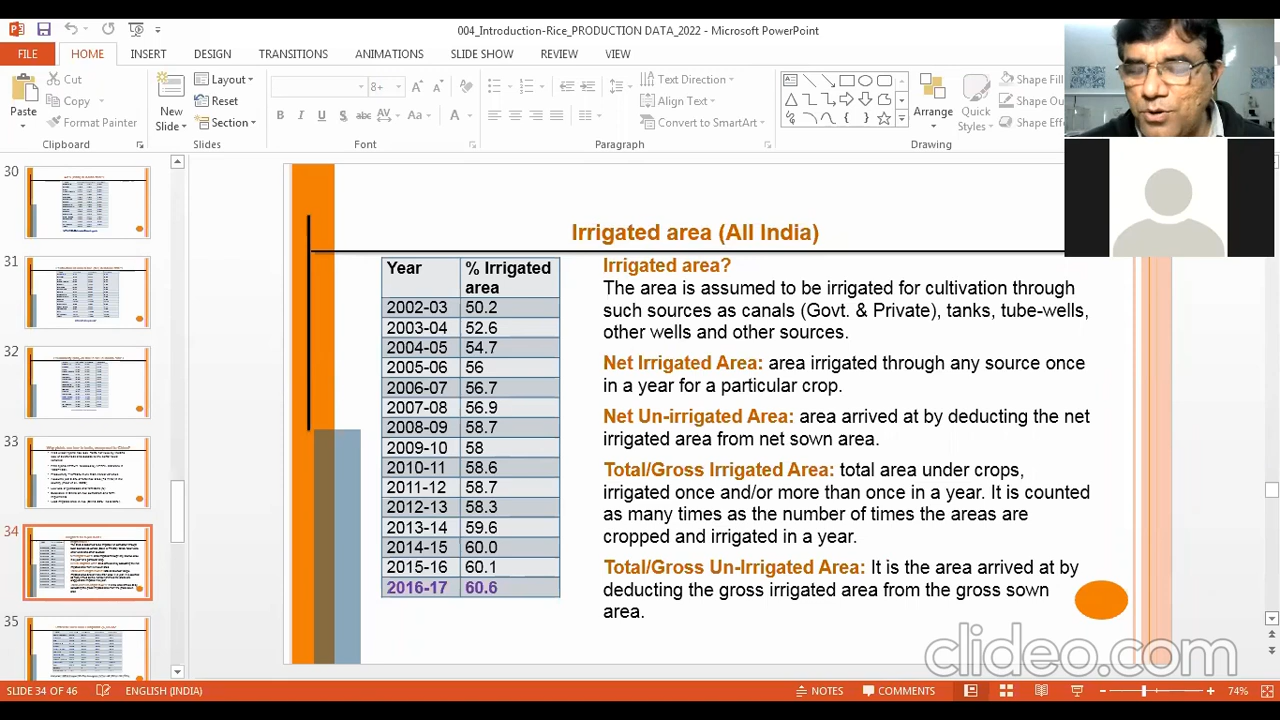 004_Introduction-Rice_PRODUCTION DATA_2022 - Microsoft PowerPoint
FILE HOME INSERT DESIGN TRANSITIONS ANIMATIONS SLIDE SHOW REVIEW VIEW
Paste
Cut
Copy
Format Painter
Clipboard
New
Slide
Layout
Reset
Section
Slides
8+
Font
Paragraph
Text Direction
Align Text
Convert to SmartArt
Arrange
Quick
Styles
Shape Fill
Shape Ou
Shape Effe
Drawing
30
31
32
33
34
35
Irrigated area (All India)
Year % Irrigated
area
2002-03 50.2
2003-04 52.6
2004-05 54.7
2005-06 56
2006-07 56.7
2007-08 56.9
2008-09 58.7
2009-10 58
2010-11 58.6
2011-12 58.7
2012-13 58.3
2013-14 59.6
2014-15 60.0
2015-16 60.1
2016-17 60.6
Irrigated area?
The area is assumed to be irrigated for cultivation through
such sources as canals (Govt. & Private), tanks, tube-wells,
other wells and other sources.
Net Irrigated Area: area irrigated through any source once
in a year for a particular crop.
Net Un-irrigated Area: area arrived at by deducting the net
irrigated area from net sown area.
Total/Gross Irrigated Area: total area under crops,
irrigated once and/or more than once in a year. It is counted
as many times as the number of times the areas are
cropped and irrigated in a year.
Total/Gross Un-Irrigated Area: It is the area arrived at by
deducting the gross irrigated area from the gross sown
area.
clideo.com
SLIDE 34 OF 46 ENGLISH (INDIA) NOTES COMMENTS 74%